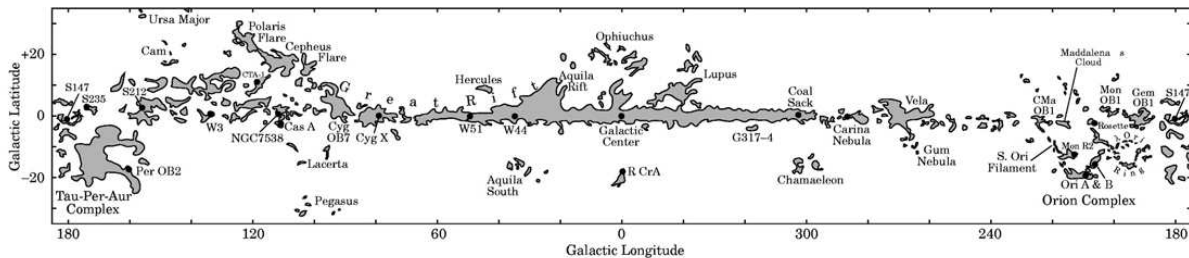 Ursa Major
Polaris
Flare
Cepheus
Flare
Cam
CTA-1
S147
S235
S212
Great Rift
Hercules
Aquila
Rift
Ophiuchus
Lupus
Coal
Sack
Vela
Maddalena's
Cloud
CMa
OB1
Mon
OB1
Gem
OB1
S147
W3
NGC7538
Cas A
Cyg
OB7
Cyg X
W51
W44
Galactic
Center
G317–4
Carina
Nebula
Gum
Nebula
Rosette
Mon R2
S. Ori
Filament
λ Ori
Ring
Ori A & B
Orion Complex
Lacerta
Per OB2
Tau-Per-Aur
Complex
Pegasus
Aquila
South
R CrA
Chamaeleon
+20
0
−20
Galactic Latitude
180
120
60
0
300
240
180
Galactic Longitude